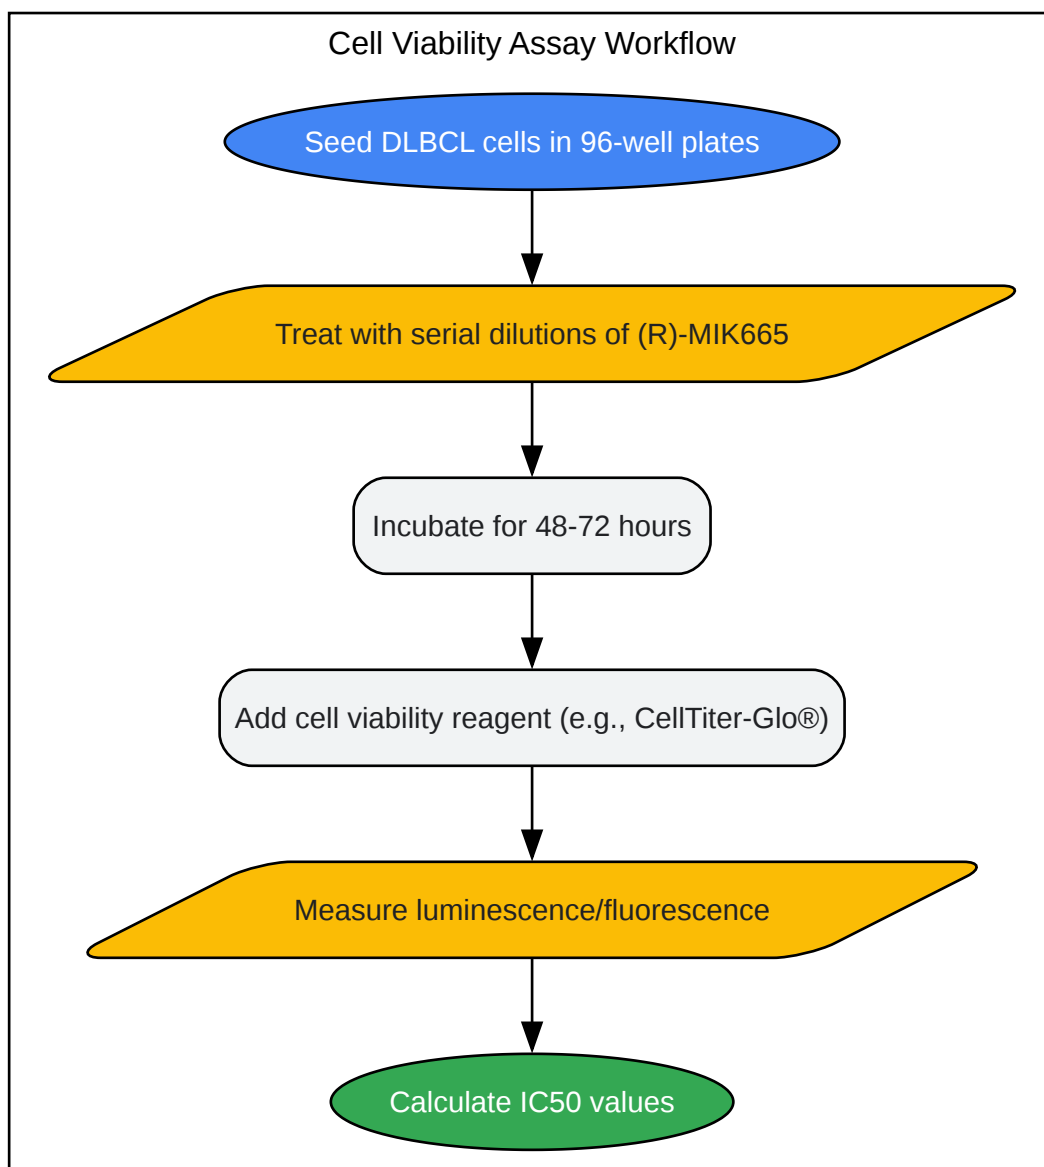 Cell Viability Assay Workflow
Seed DLBCL cells in 96-well plates
Treat with serial dilutions of (R)-MIK665
Incubate for 48-72 hours
Add cell viability reagent (e.g., CellTiter-Glo®)
Measure luminescence/fluorescence
Calculate IC50 values